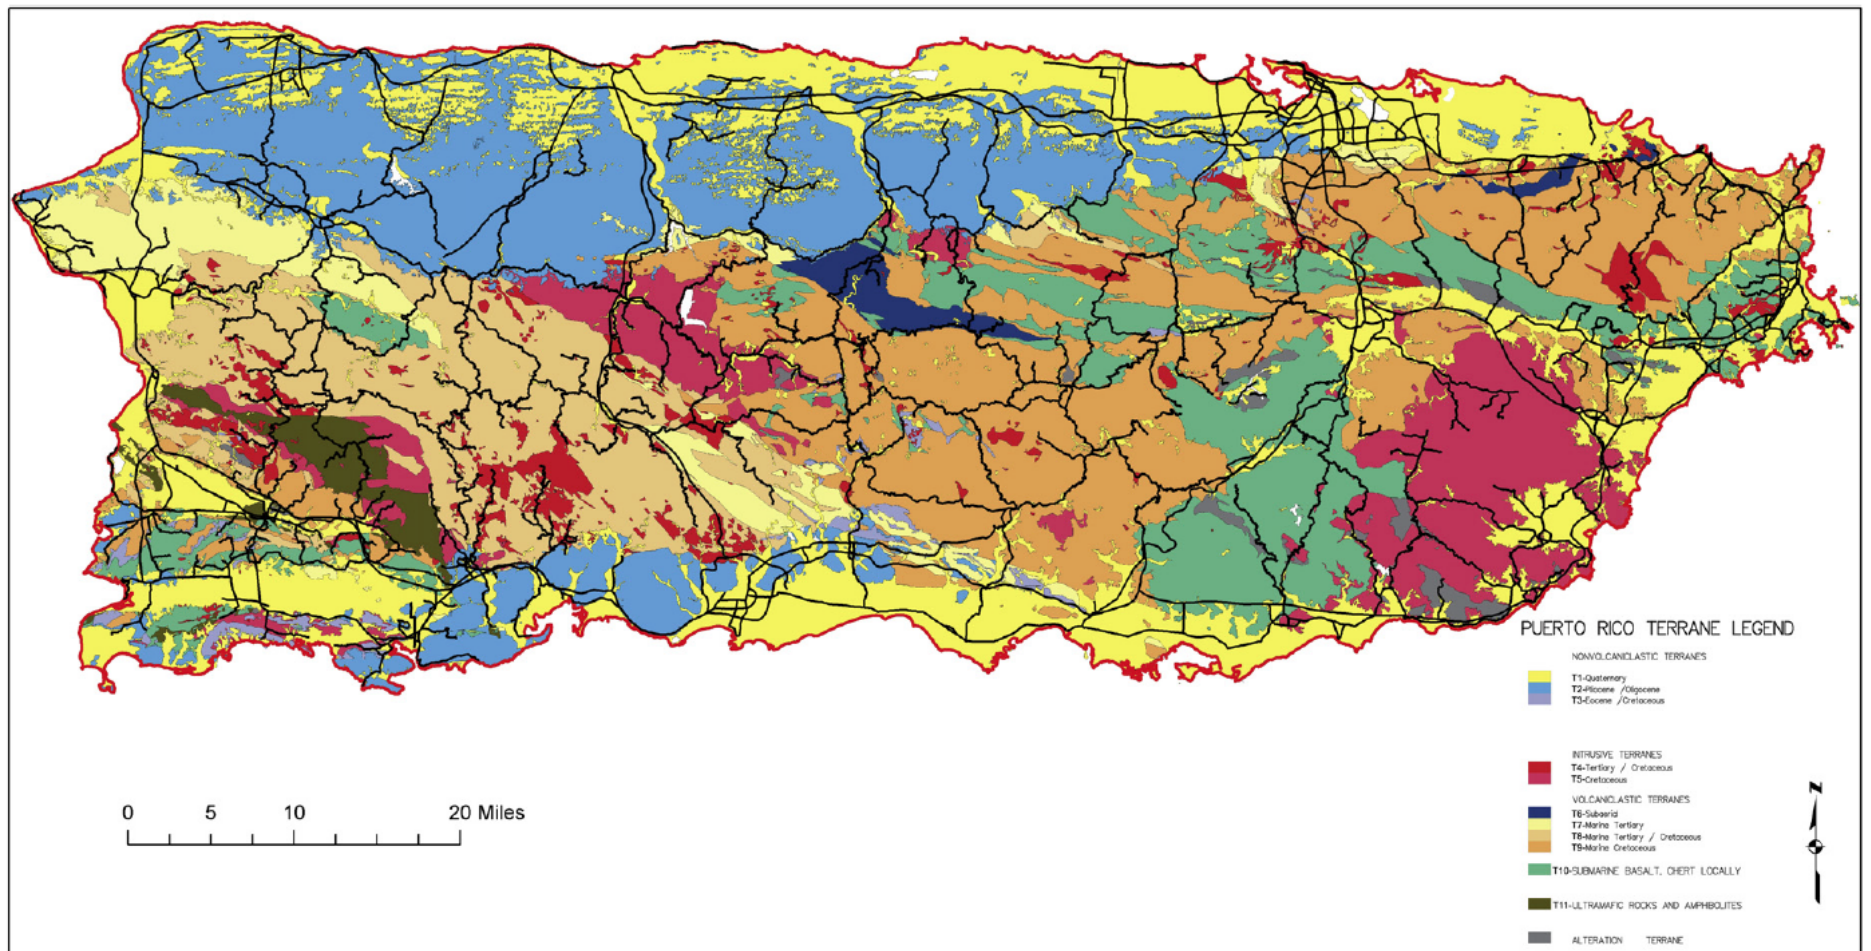 PUERTO RICO TERRANE LEGEND
NONVOLCANICLASTIC TERRANES
T1-Quaternary
T2-Pliocene /Oligocene
T3-Eocene /Cretaceous
INTRUSIVE TERRANES
T4-Tertiary / Cretaceous
T5-Cretaceous
VOLCANICLASTIC TERRANES
T6-Subaerial
T7-Marine Tertiary
T8-Marine Tertiary / Cretaceous
T9-Marine Cretaceous
T10-SUBMARINE BASALT, CHERT LOCALLY
T11-ULTRAMAFIC ROCKS AND AMPHIBOLITES
ALTERATION TERRANE
0 5 10 20 Miles
N